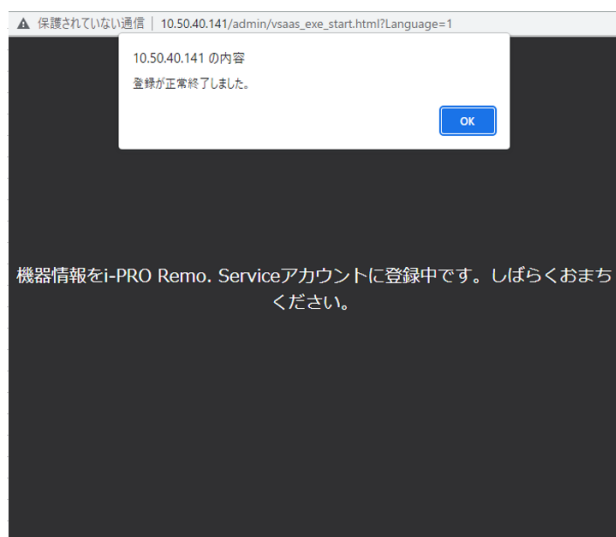 保護されていない通信 | 10.50.40.141/admin/vsaas_exe_start.html?Language=1
10.50.40.141 の内容
登録が正常終了しました。
OK
機器情報をi-PRO Remo. Serviceアカウントに登録中です。しばらくおまち
ください。